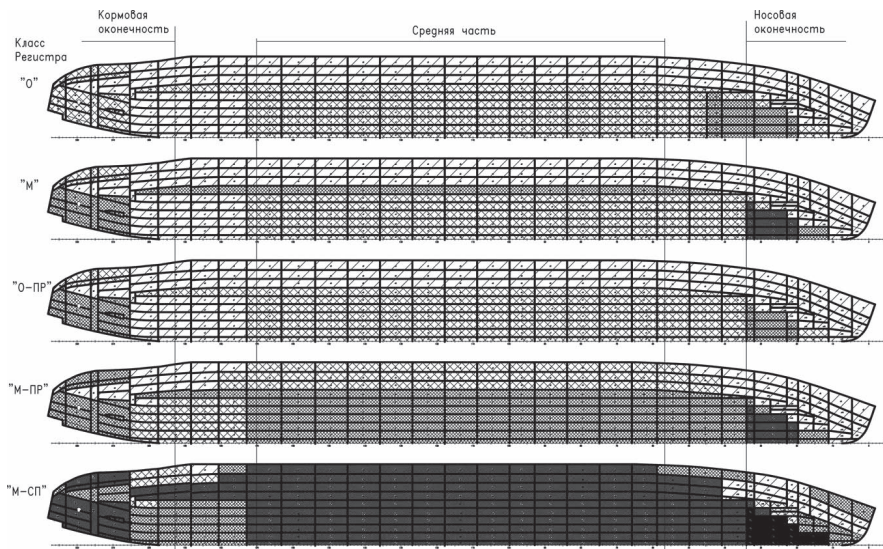 Кормовая
оконечность
Средняя часть
Носовая
оконечность
Класс
Регистра
"О"
"М"
"О-ПР"
"М-ПР"
"М-СП"